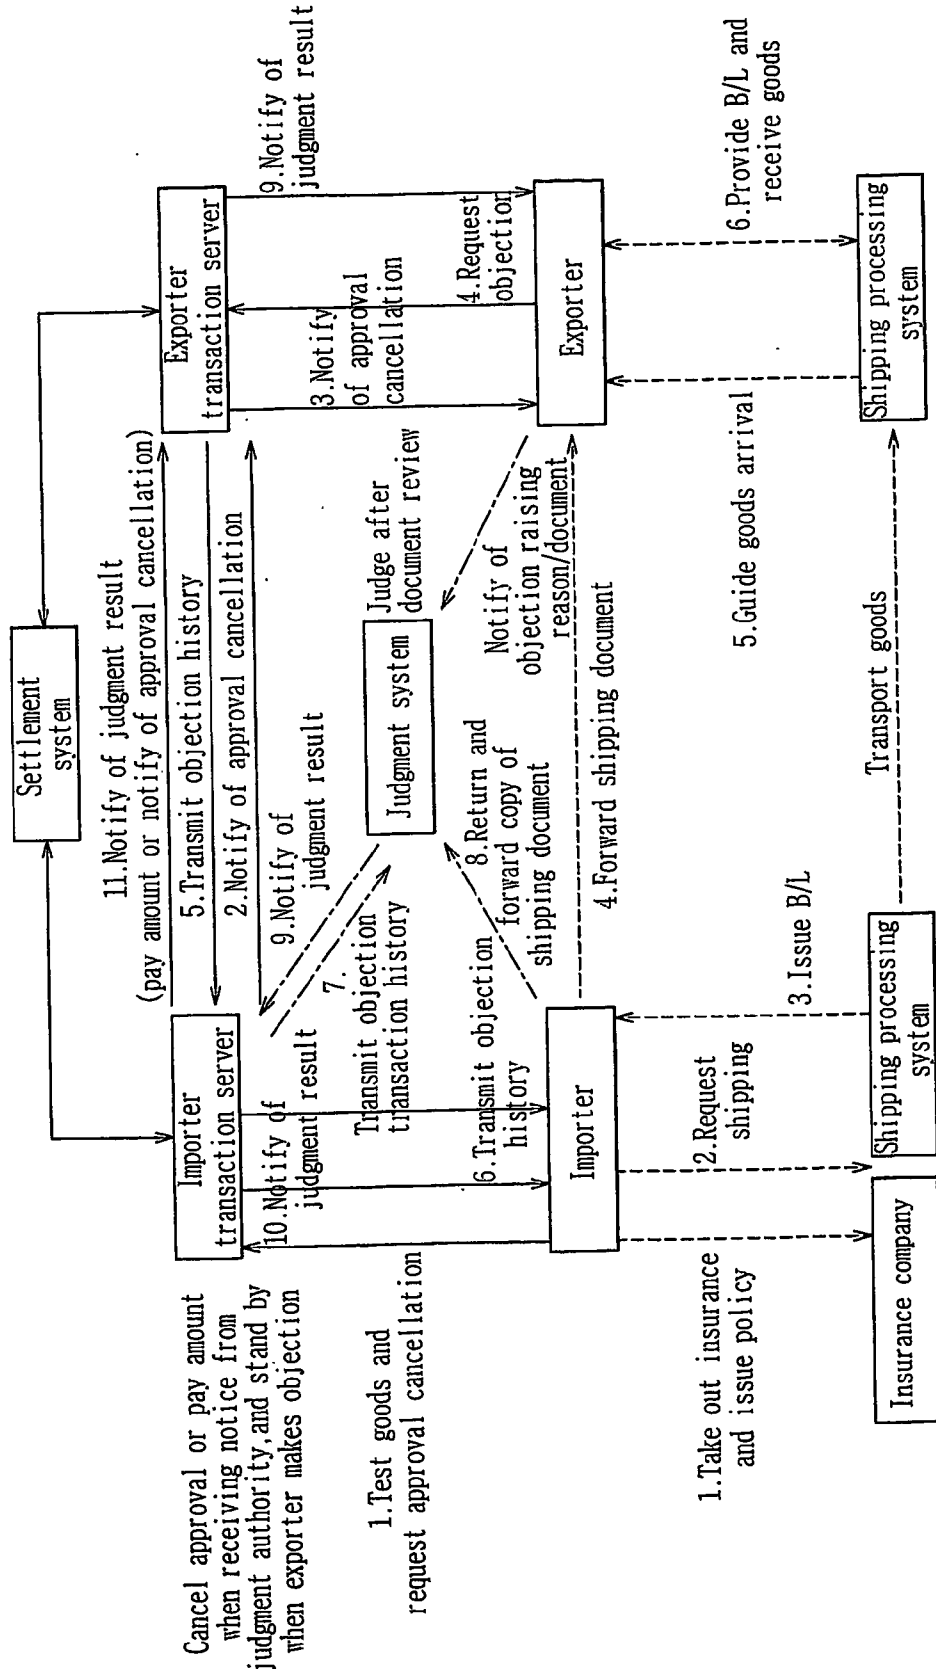 Settlement
system
11.Notify of judgment result
(pay amount or notify of approval cancellation)
5.Transmit objection history
2.Notify of approval cancellation
Cancel approval or pay amount
when receiving notice from
judgment authority,and stand by
when exporter makes objection
Importer
transaction server
Exporter
transaction server
10.Notify of
judgment result
9.Notify of
judgment result
7.
Transmit objection
transaction history
Judgment system
Judge after
document review
3.Notify
of approval
cancellation
4.Request
objection
9.Notify of
judgment result
1.Test goods and
request approval cancellation
6.Transmit objection
history
8.Return and
forward copy of
shipping document
Notify of
objection raising
reason/document
Importer
Exporter
4.Forward shipping document
1.Take out insurance
and issue policy
2.Request
shipping
3.Issue B/L
5.Guide goods arrival
6.Provide B/L and
receive goods
Insurance company
Shipping processing
system
Transport goods
Shipping processing
system